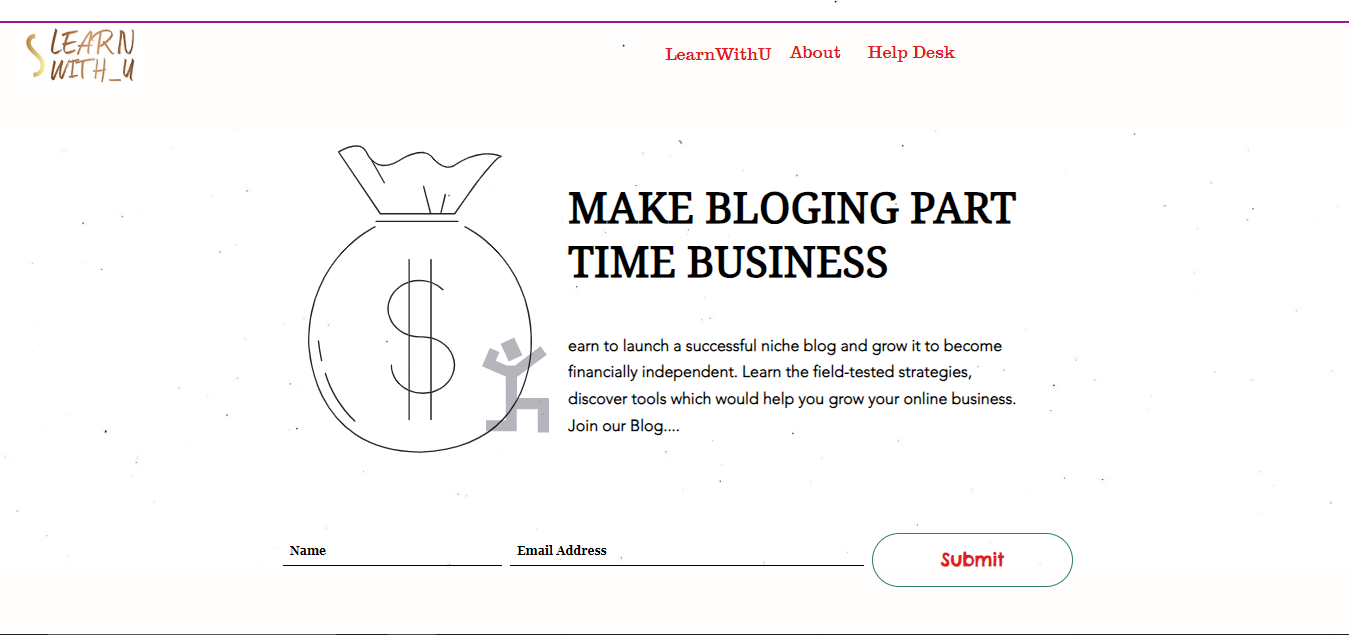 LEARN
WITH_U
LearnWithU About Help Desk
MAKE BLOGING PART
TIME BUSINESS
earn to launch a successful niche blog and grow it to become
financially independent. Learn the field-tested strategies,
discover tools which would help you grow your online business.
Join our Blog....
Name Email Address Submit